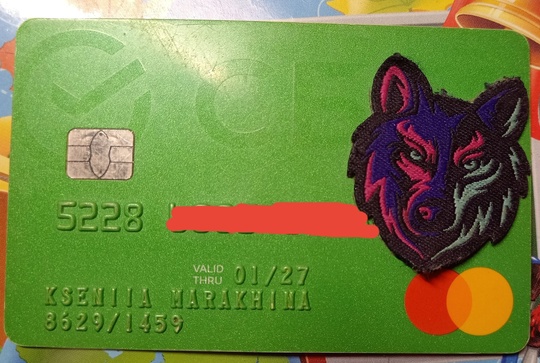 5228
VALID
THRU 01/27
KSENIIA MARAKHINA
8629/1459